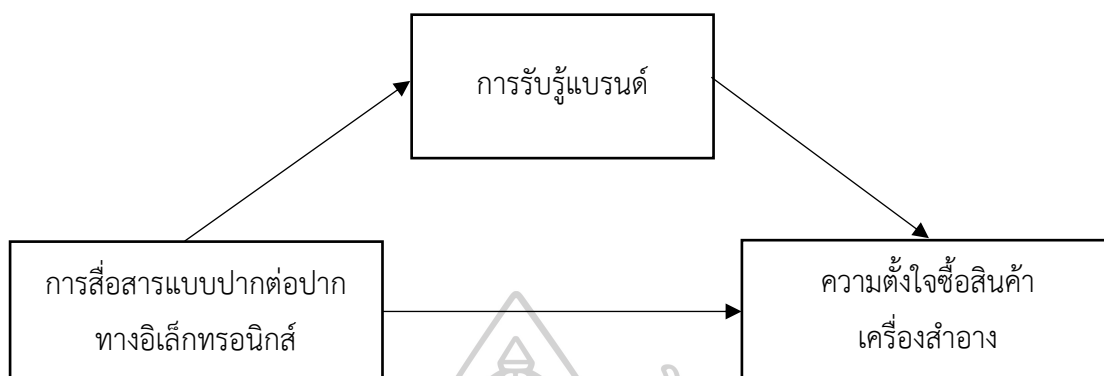 การรับรู้แบรนด์
การสื่อสารแบบปากต่อปาก
ทางอิเล็กทรอนิกส์
ความตั้งใจซื้อสินค้า
เครื่องสำอาง